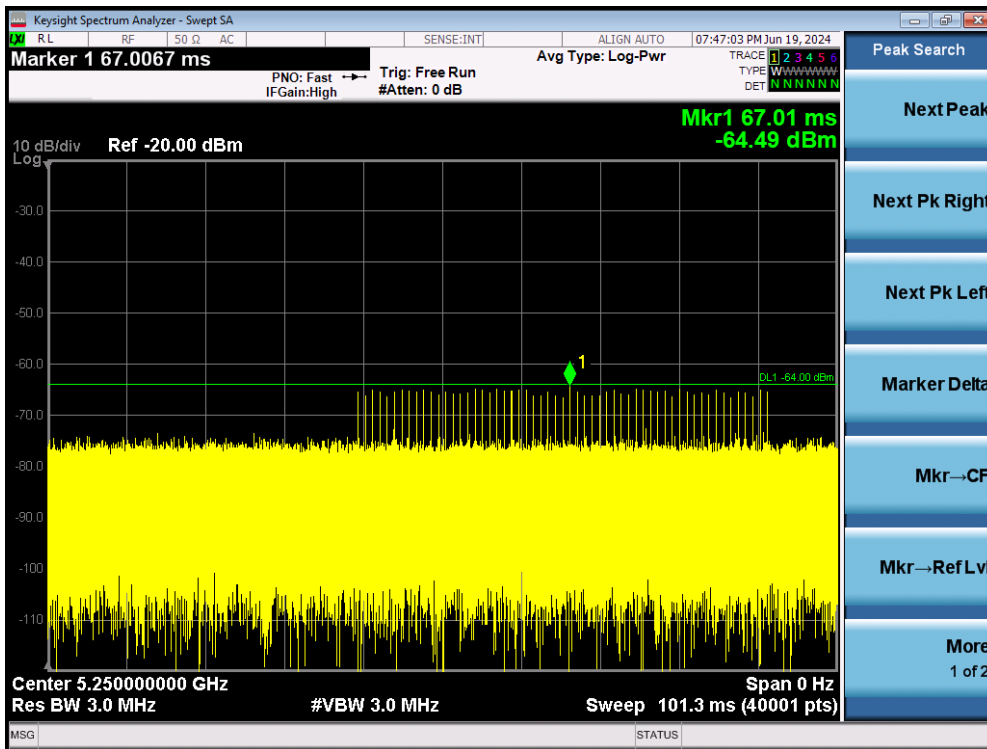 Keysight Spectrum Analyzer - Swept SA
LXI RL RF 50 Ω AC SENSE:INT ALIGN AUTO 07:47:03 PM Jun 19, 2024
Marker 1 67.0067 ms
PNO: Fast
IFGain:High
Trig: Free Run
#Atten: 0 dB
Avg Type: Log-Pwr
TRACE 1 2 3 4 5 6
TYPE WWWWWW
DET N N N N N N
Peak Search
Mkr1 67.01 ms
-64.49 dBm
10 dB/div Ref -20.00 dBm
Log
-30.0
-40.0
-50.0
-60.0
-70.0
-80.0
-90.0
-100
-110
1
DL1 -64.00 dBm
Center 5.250000000 GHz Span 0 Hz
Res BW 3.0 MHz #VBW 3.0 MHz Sweep 101.3 ms (40001 pts)
Next Peak
Next Pk Right
Next Pk Left
Marker Delta
Mkr→CF
Mkr→Ref Lvl
More
1 of 2
MSG STATUS